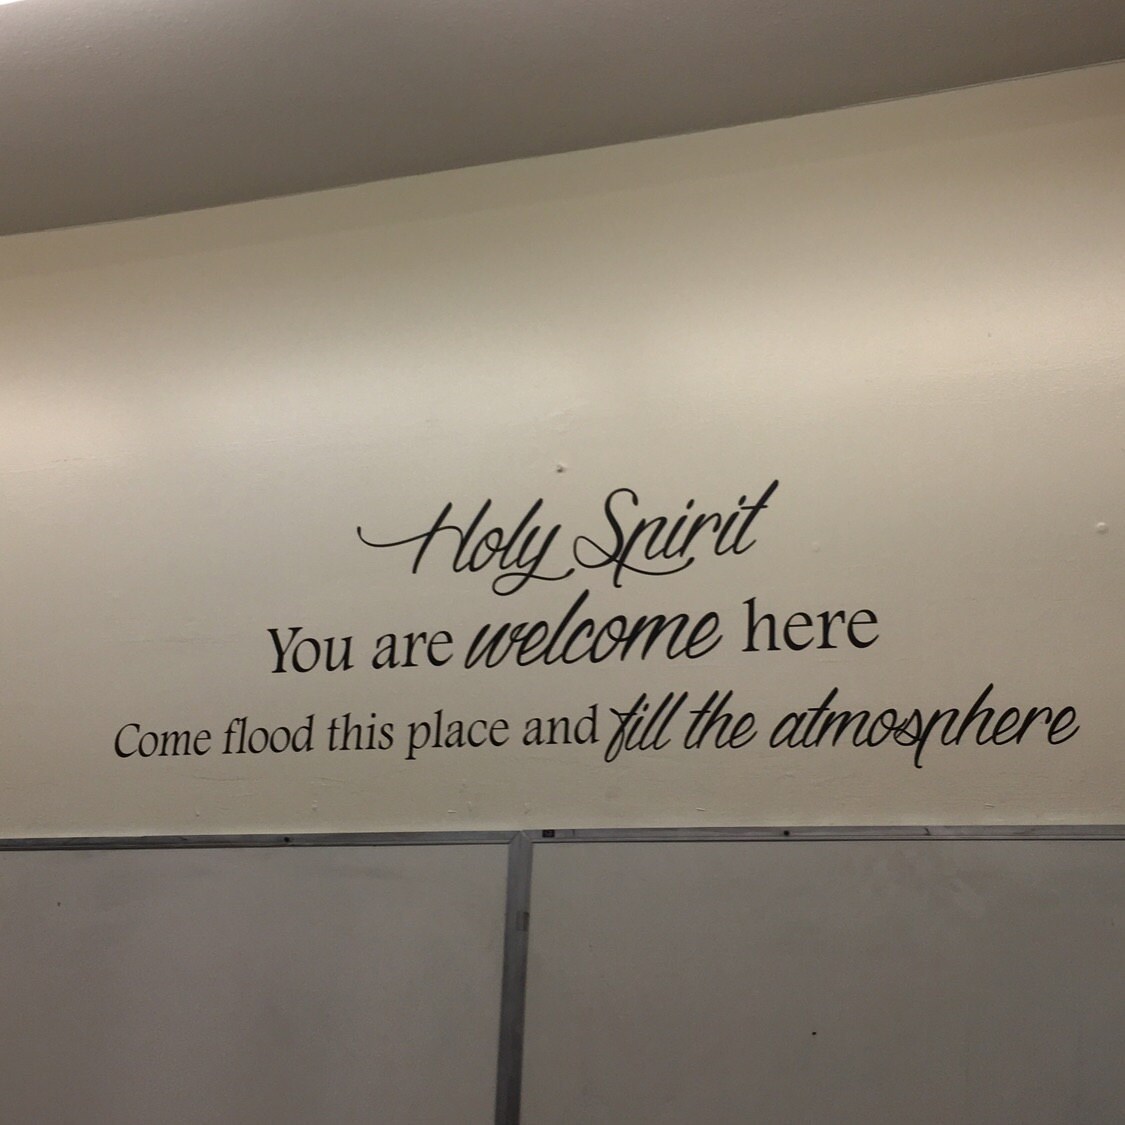 Holy Spirit
You are welcome here
Come flood this place and fill the atmosphere